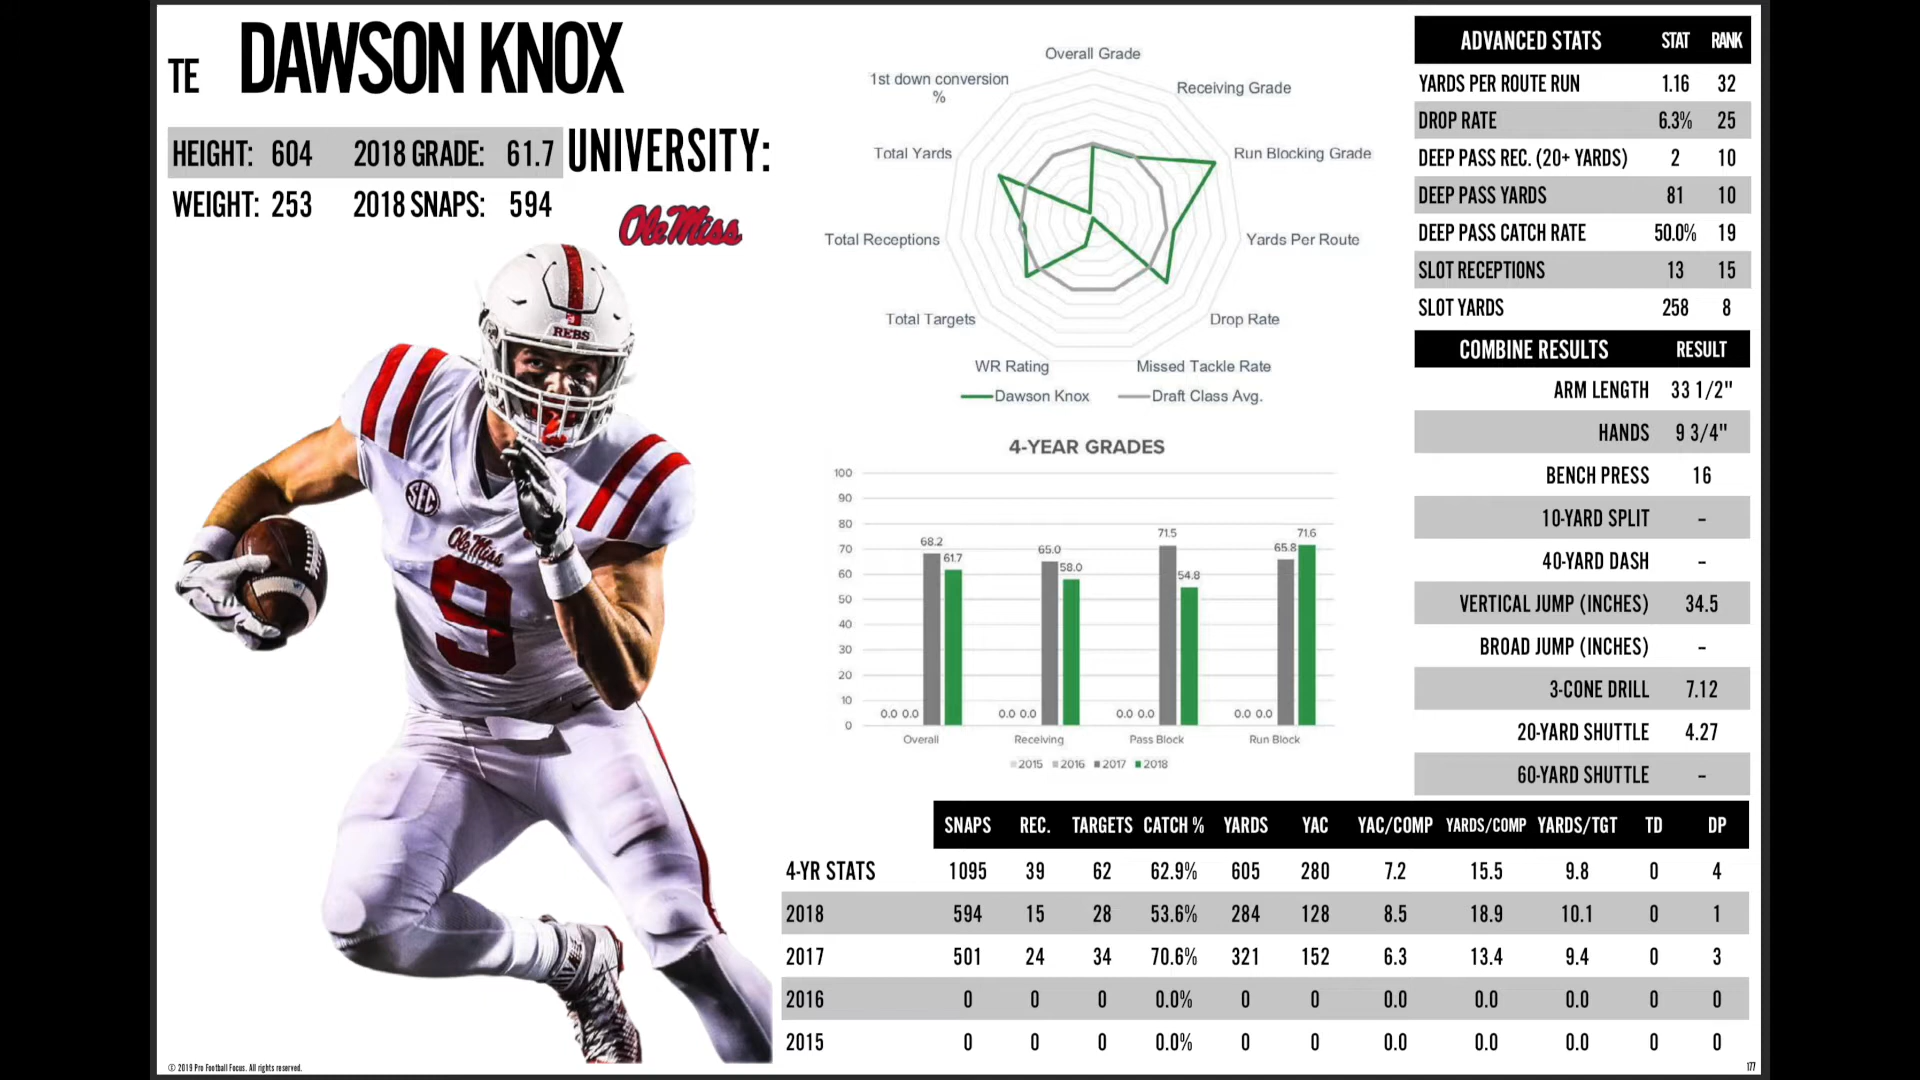 TE DAWSON KNOX
HEIGHT: 604 2018 GRADE: 61.7 UNIVERSITY:
WEIGHT: 253 2018 SNAPS: 594
Ole Miss
REBS
SEC
Ole Miss
9
Overall Grade
Receiving Grade
Run Blocking Grade
Yards Per Route
Drop Rate
Missed Tackle Rate
WR Rating
Total Targets
Total Receptions
Total Yards
1st down conversion
%
Dawson Knox Draft Class Avg.
4-YEAR GRADES
100
90
80
70
60
50
40
30
20
10
0
0.0 0.0 68.2 61.7
0.0 0.0 65.0 58.0
0.0 0.0 71.5 54.8
0.0 0.0 65.8 71.6
Overall Receiving Pass Block Run Block
2015 2016 2017 2018
ADVANCED STATS STAT RANK
YARDS PER ROUTE RUN 1.16 32
DROP RATE 6.3% 25
DEEP PASS REC. (20+ YARDS) 2 10
DEEP PASS YARDS 81 10
DEEP PASS CATCH RATE 50.0% 19
SLOT RECEPTIONS 13 15
SLOT YARDS 258 8
COMBINE RESULTS RESULT
ARM LENGTH 33 1/2"
HANDS 9 3/4"
BENCH PRESS 16
10-YARD SPLIT -
40-YARD DASH -
VERTICAL JUMP (INCHES) 34.5
BROAD JUMP (INCHES) -
3-CONE DRILL 7.12
20-YARD SHUTTLE 4.27
60-YARD SHUTTLE -
SNAPS REC. TARGETS CATCH % YARDS YAC YAC/COMP YARDS/COMP YARDS/TGT TD DP
4-YR STATS 1095 39 62 62.9% 605 280 7.2 15.5 9.8 0 4
2018 594 15 28 53.6% 284 128 8.5 18.9 10.1 0 1
2017 501 24 34 70.6% 321 152 6.3 13.4 9.4 0 3
2016 0 0 0 0.0% 0 0 0.0 0.0 0.0 0 0
2015 0 0 0 0.0% 0 0 0.0 0.0 0.0 0 0
© 2019 Pro Football Focus. All rights reserved.
177